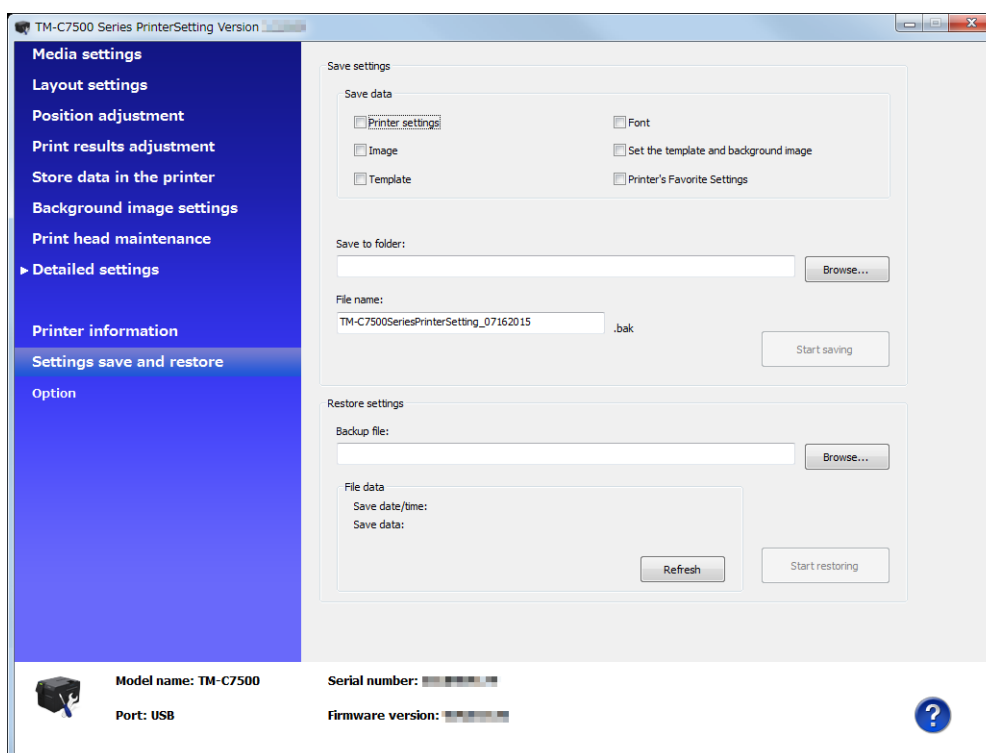 TM-C7500 Series PrinterSetting Version
Media settings
Layout settings
Position adjustment
Print results adjustment
Store data in the printer
Background image settings
Print head maintenance
▸ Detailed settings
Printer information
Settings save and restore
Option
Save settings
Save data
Printer settings
Font
Image
Set the template and background image
Template
Printer's Favorite Settings
Save to folder:
Browse...
File name:
TM-C7500SeriesPrinterSetting_07162015 .bak
Start saving
Restore settings
Backup file:
Browse...
File data
Save date/time:
Save data:
Refresh
Start restoring
Model name: TM-C7500
Serial number:
Port: USB
Firmware version:
?